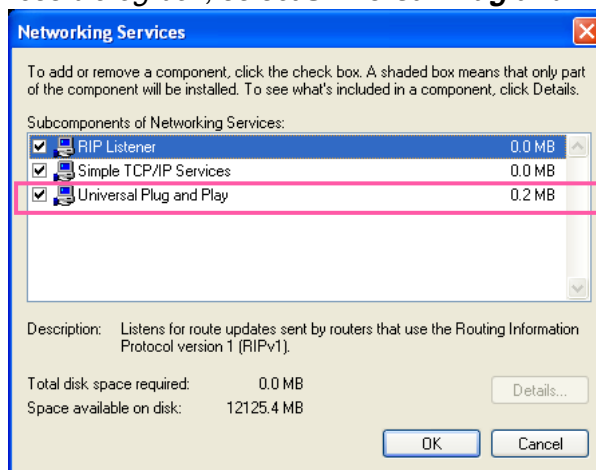 Networking Services
To add or remove a component, click the check box. A shaded box means that only part
of the component will be installed. To see what's included in a component, click Details.
Subcomponents of Networking Services:
RIP Listener 0.0 MB
Simple TCP/IP Services 0.0 MB
Universal Plug and Play 0.2 MB
Description: Listens for route updates sent by routers that use the Routing Information
Protocol version 1 (RIPv1).
Total disk space required: 0.0 MB
Details...
Space available on disk: 12125.4 MB
OK Cancel